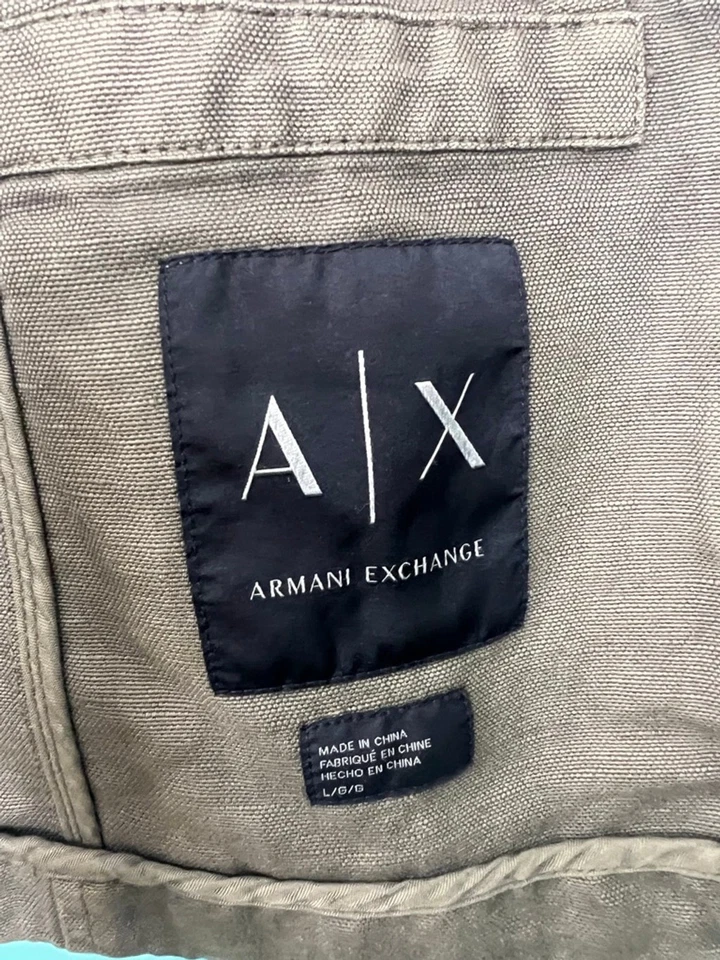 A|X
ARMANI EXCHANGE
MADE IN CHINA
FABRIQUÉ EN CHINE
HECHO EN CHINA
L/G/G